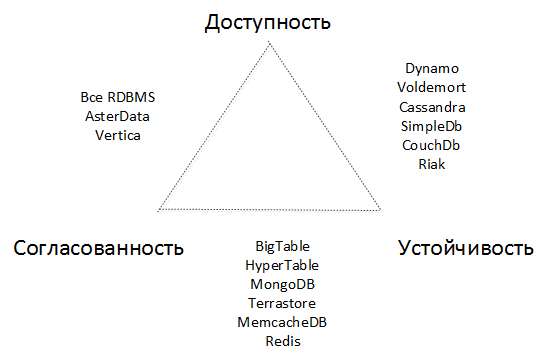 Доступность
Все RDBMS
AsterData
Vertica
Dynamo
Voldemort
Cassandra
SimpleDb
CouchDb
Riak
Согласованность
Устойчивость
BigTable
HyperTable
MongoDB
Terrastore
MemcacheDB
Redis